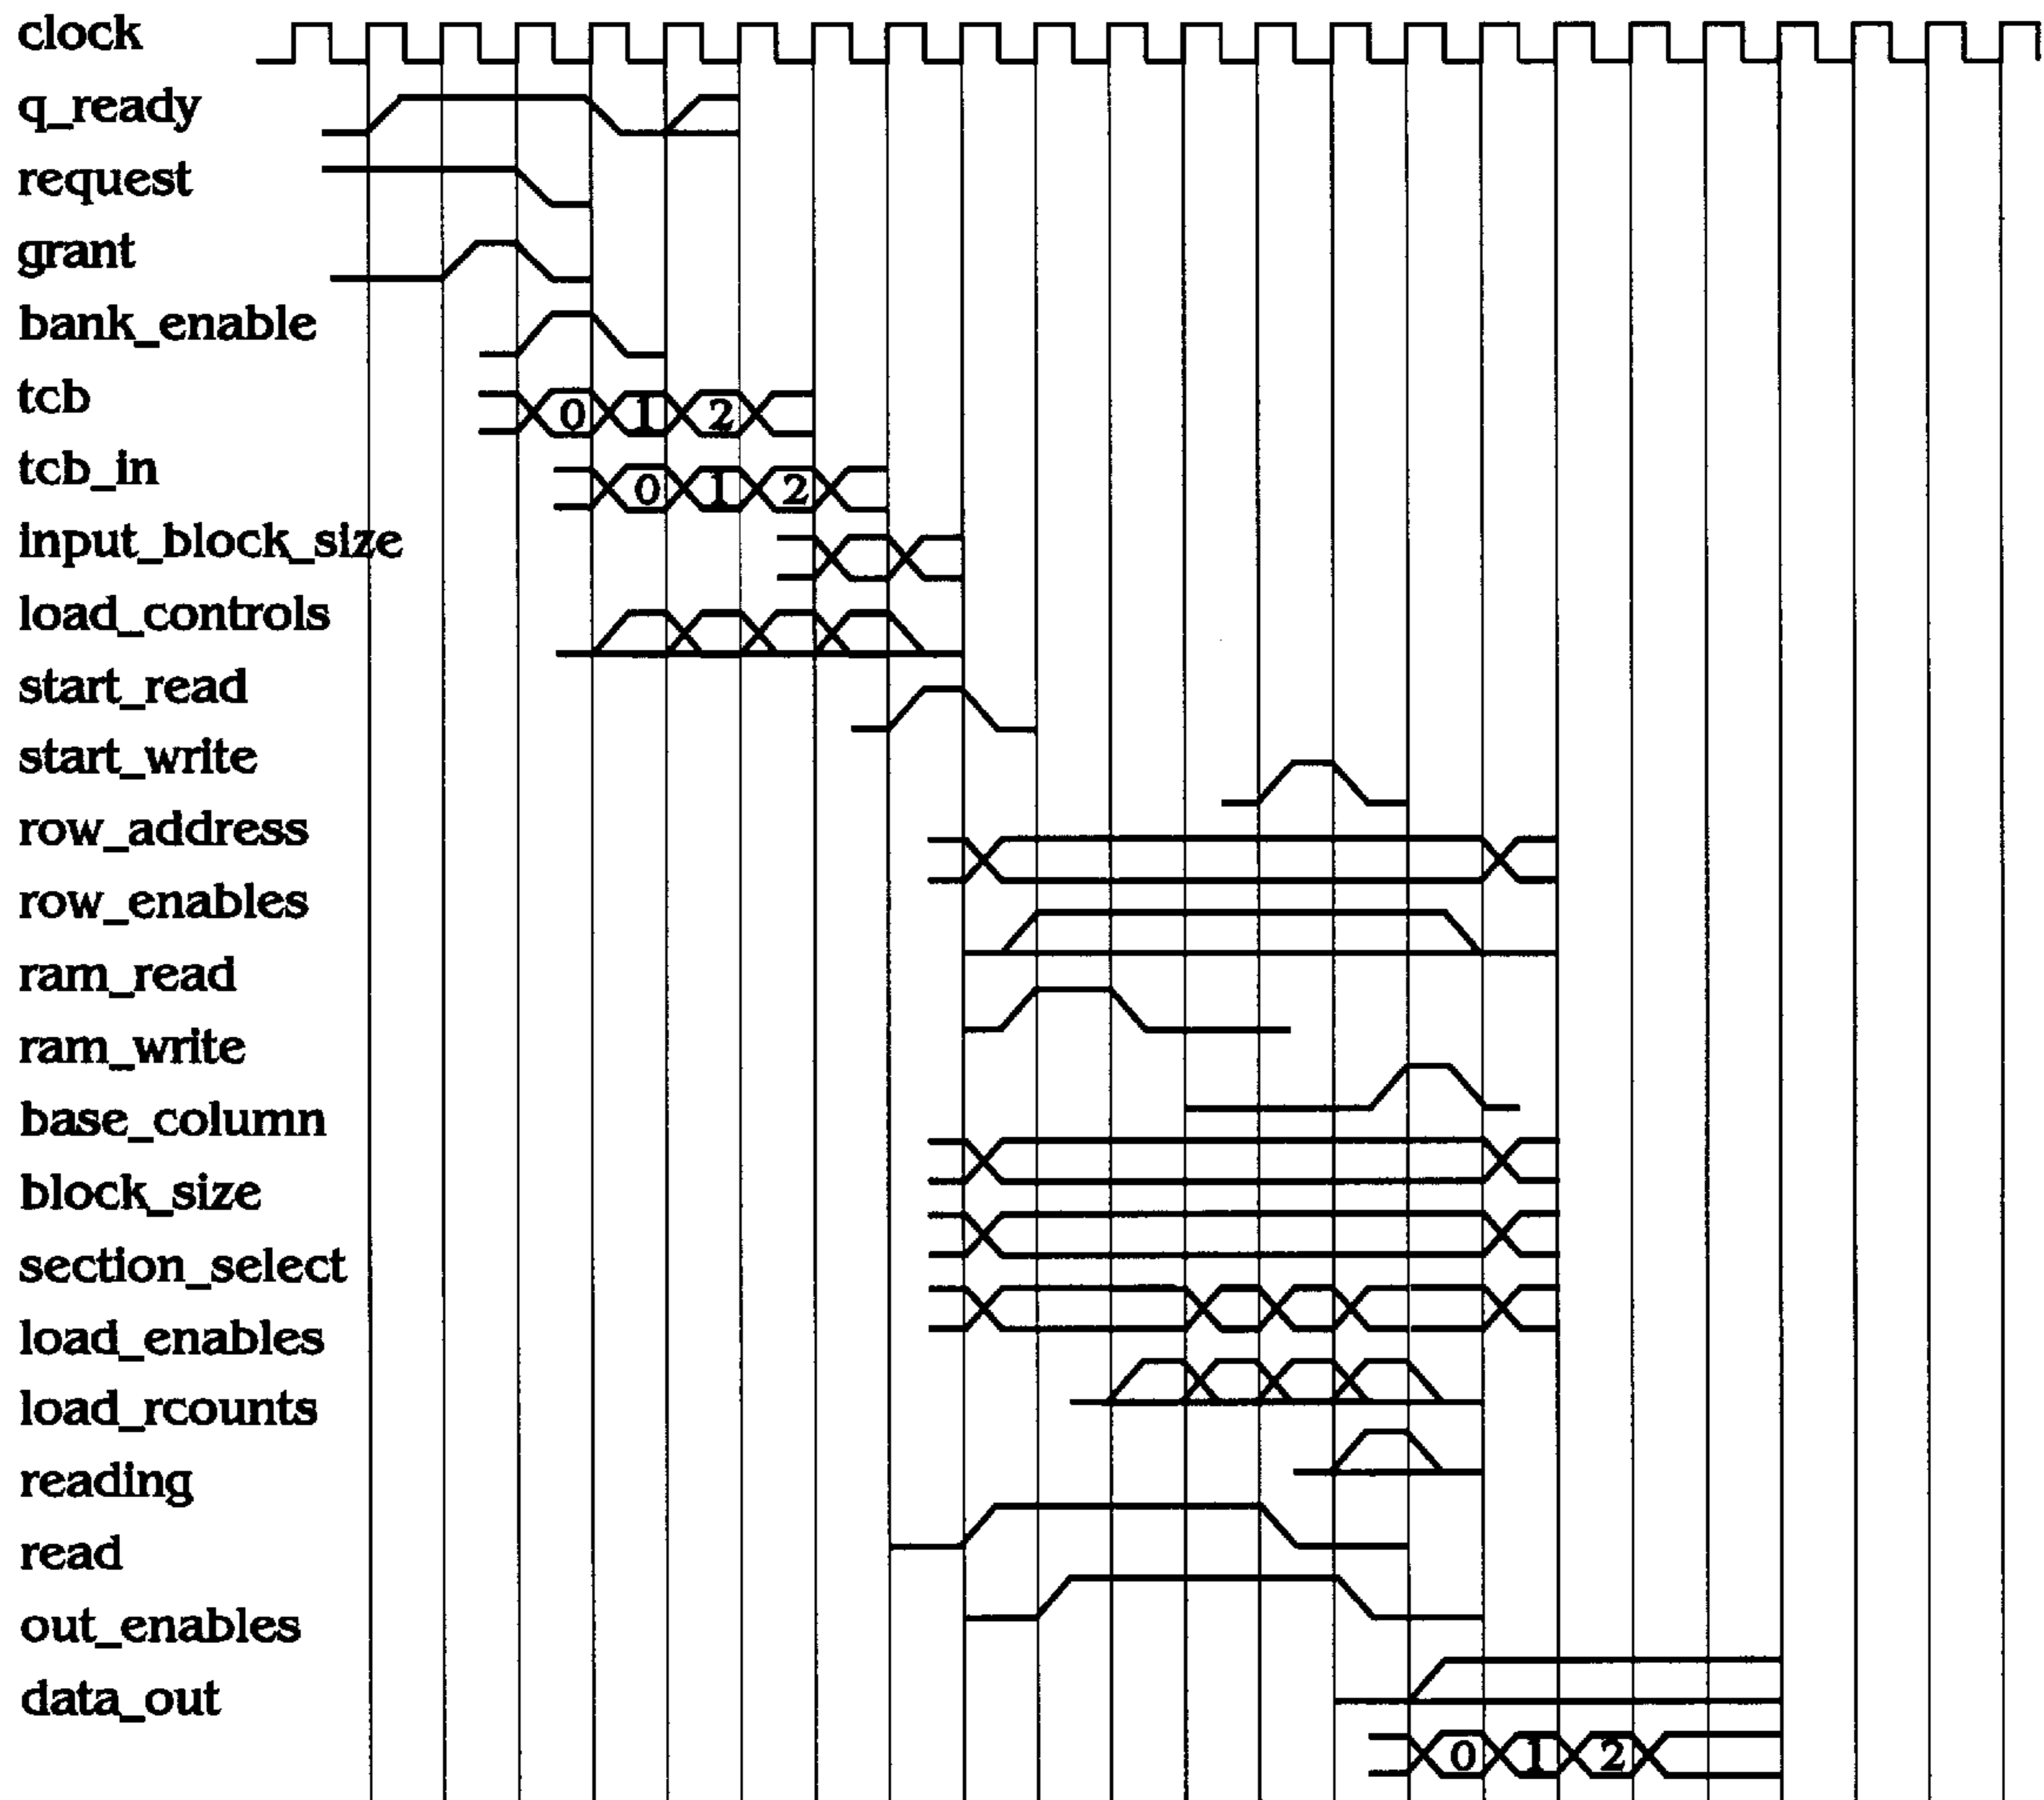 clock
q_ready
request
grant
bank_enable
tcb
0 1 2
tcb_in
0 1 2
input_block_size
load_controls
start_read
start_write
row_address
row_enables
ram_read
ram_write
base_column
block_size
section_select
load_enables
load_rcounts
reading
read
out_enables
data_out
0 1 2